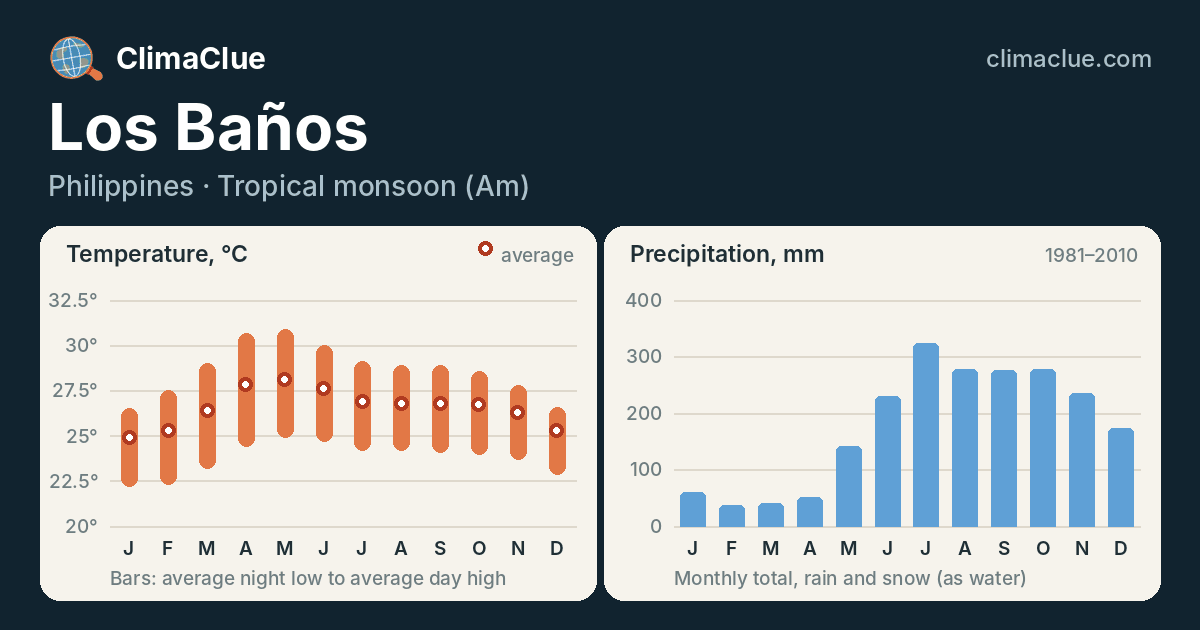 ClimaClue
climaclue.com
Los Baños
Philippines · Tropical monsoon (Am)
Temperature, °C
average
32.5°
30°
27.5°
25°
22.5°
20°
J F M A M J J A S O N D
Bars: average night low to average day high
Precipitation, mm
1981–2010
400
300
200
100
0
J F M A M J J A S O N D
Monthly total, rain and snow (as water)